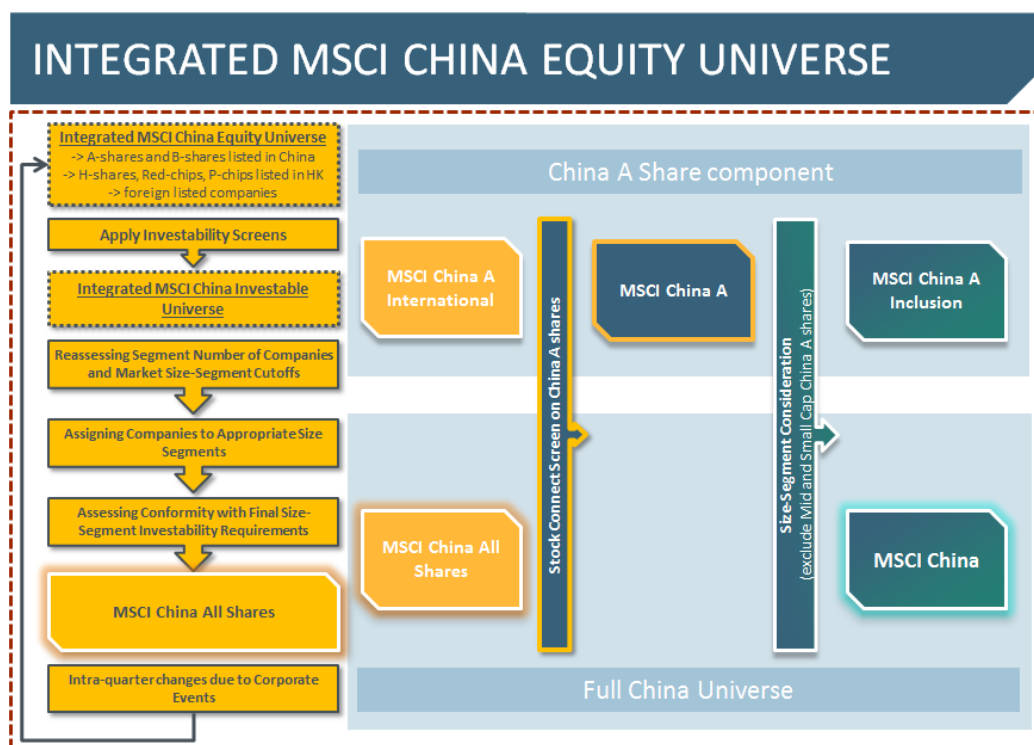 INTEGRATED MSCI CHINA EQUITY UNIVERSE
Integrated MSCI China Equity Universe
-> A-shares and B-shares listed in China
-> H-shares, Red-chips, P-chips listed in HK
-> foreign listed companies
Apply Investability Screens
Integrated MSCI China Investable
Universe
Reassessing Segment Number of Companies
and Market Size-Segment Cutoffs
Assigning Companies to Appropriate Size
Segments
Assessing Conformity with Final Size-
Segment Investability Requirements
MSCI China All Shares
Intra-quarter changes due to Corporate
Events
China A Share component
MSCI China A
International
Stock Connect Screen on China A shares
MSCI China A
Size-Segment Consideration
(exclude Mid and Small Cap China A shares)
MSCI China A
Inclusion
MSCI China All
Shares
MSCI China
Full China Universe